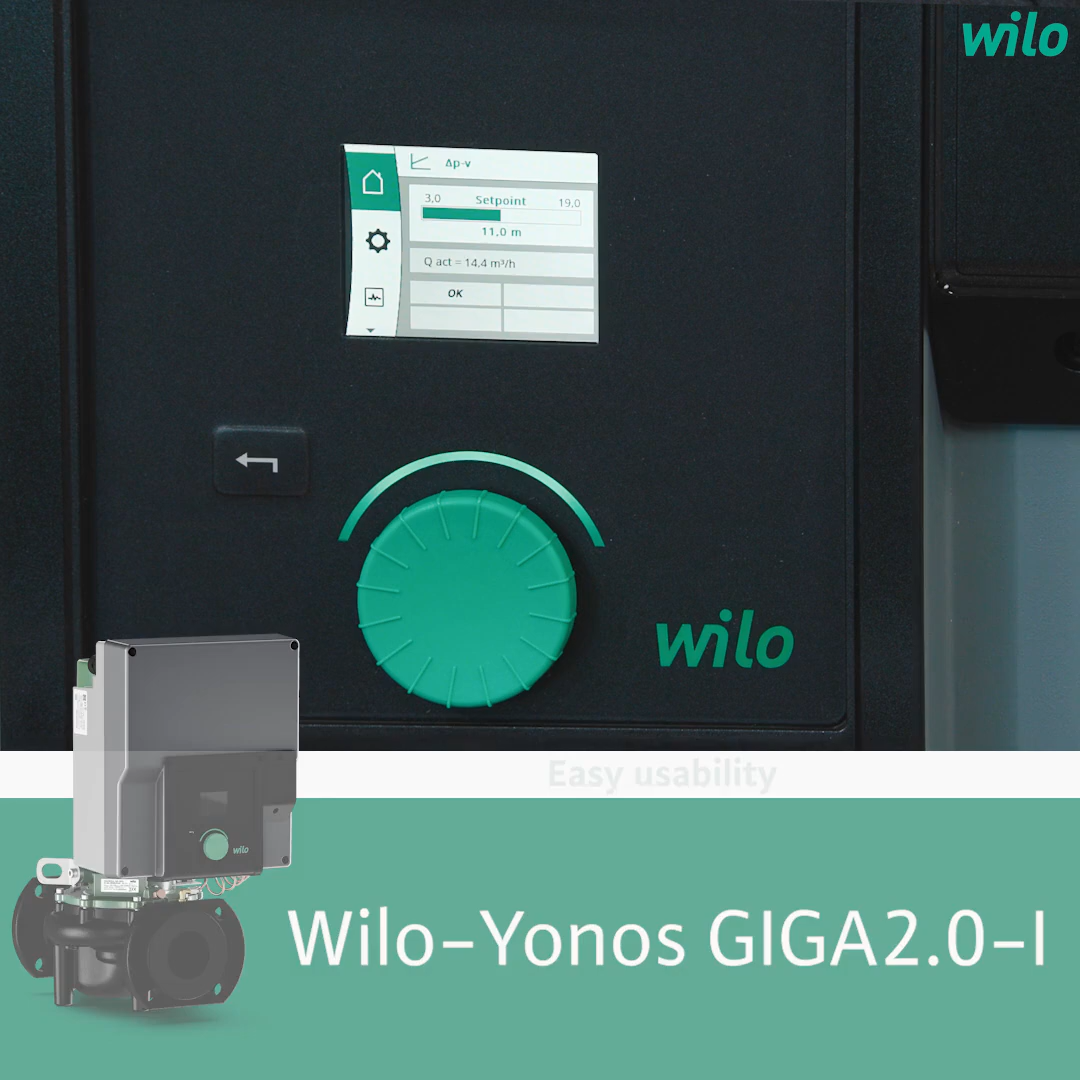 wilo
Δp-v
3,0 Setpoint 19,0
11,0 m
Q act = 14,4 m³/h
OK
wilo
Easy usability
wilo
Wilo-Yonos GIGA2.0-I